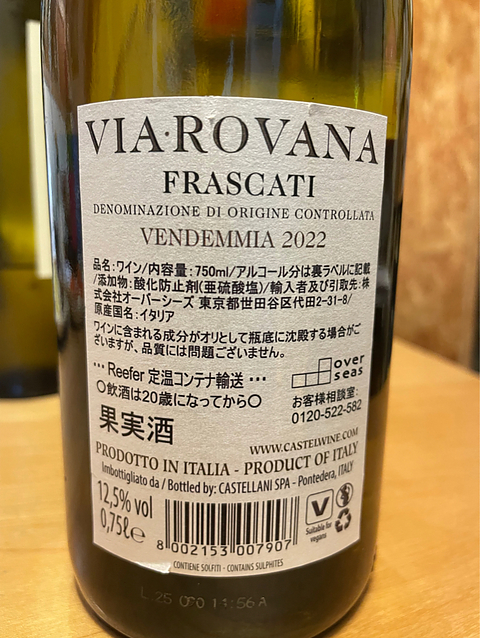 VIA·ROVANA
FRASCATI
DENOMINAZIONE DI ORIGINE CONTROLLATA
VENDEMMIA 2022
品名:ワイン/内容量:750ml/アルコール分は裏ラベルに記載
/添加物:酸化防止剤(亜硫酸塩)/輸入者及び引取先:株
式会社オーバーシーズ 東京都世田谷区代田2-31-8/
原産国名:イタリア
ワインに含まれる成分がオリとして瓶底に沈殿する場合がご
ざいますが、品質には問題ございません。
··· Reefer 定温コンテナ輸送 ···
○飲酒は20歳になってから○
over
seas
お客様相談室:
0120-522-582
果実酒
WWW.CASTELWINE.COM
PRODOTTO IN ITALIA - PRODUCT OF ITALY
Imbottigliato da / Bottled by: CASTELLANI SPA - Pontedera, ITALY
12,5% vol
0,75ℓ℮
8 002153 007907
V
Suitable for
vegans
CONTIENE SOLFITI - CONTAINS SULPHITES